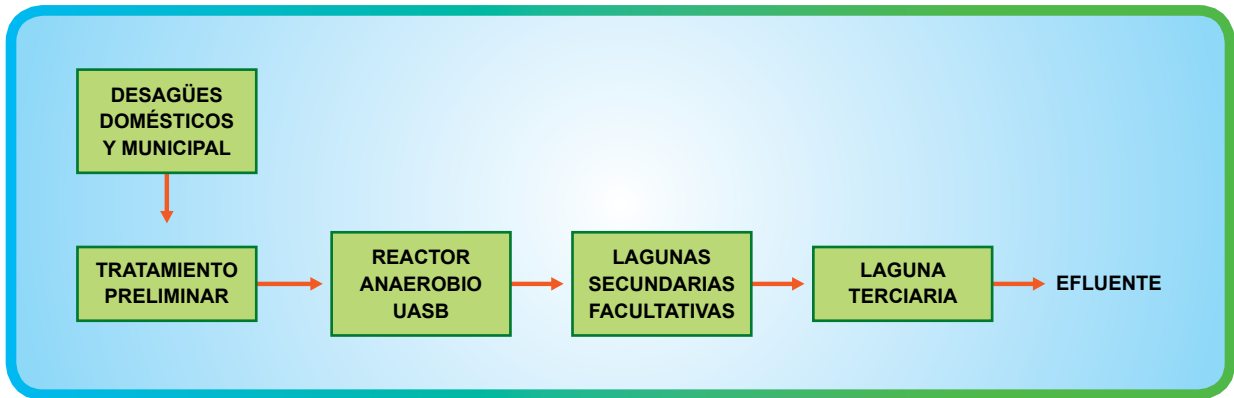 DESAGÜES
DOMÉSTICOS
Y MUNICIPAL
TRATAMIENTO
PRELIMINAR
REACTOR
ANAEROBIO
UASB
LAGUNAS
SECUNDARIAS
FACULTATIVAS
LAGUNA
TERCIARIA
EFLUENTE